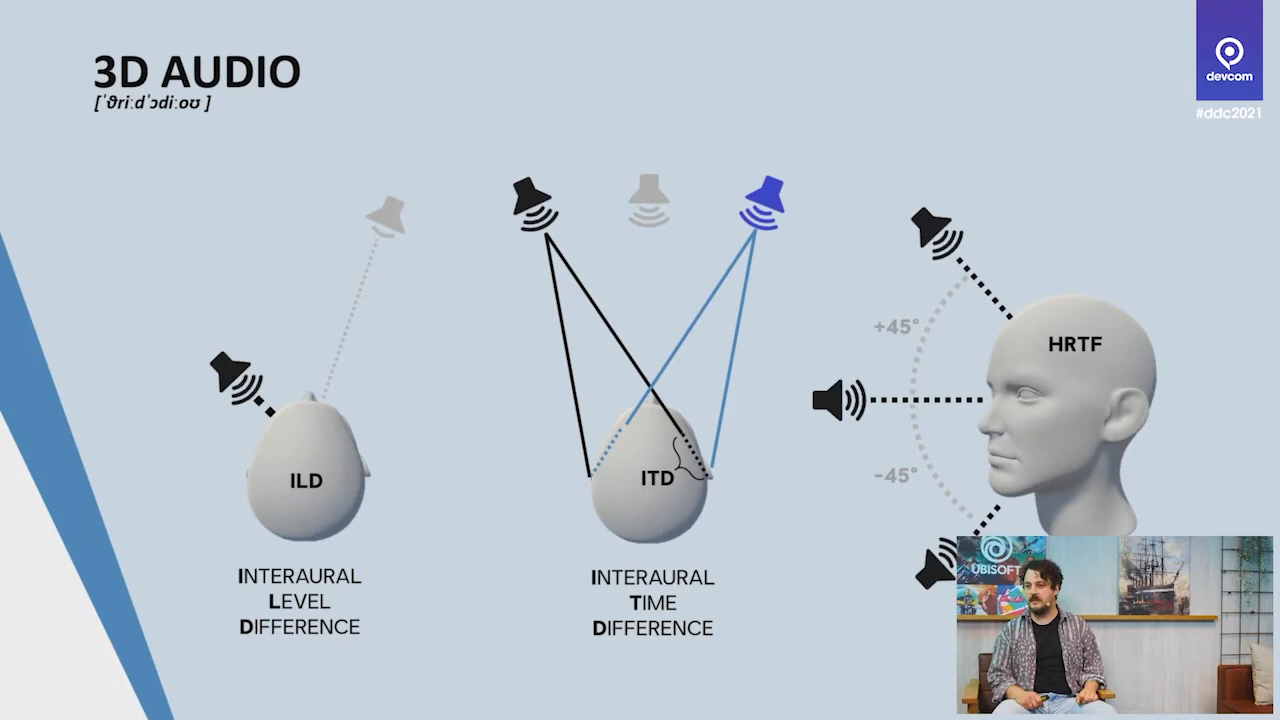 3D AUDIO
[ˈϑriːdˈɔdiːoʊ ]
devcom
#ddc2021
+45°
HRTF
-45°
ILD
ITD
INTERAURAL
LEVEL
DIFFERENCE
INTERAURAL
TIME
DIFFERENCE
UBISOFT